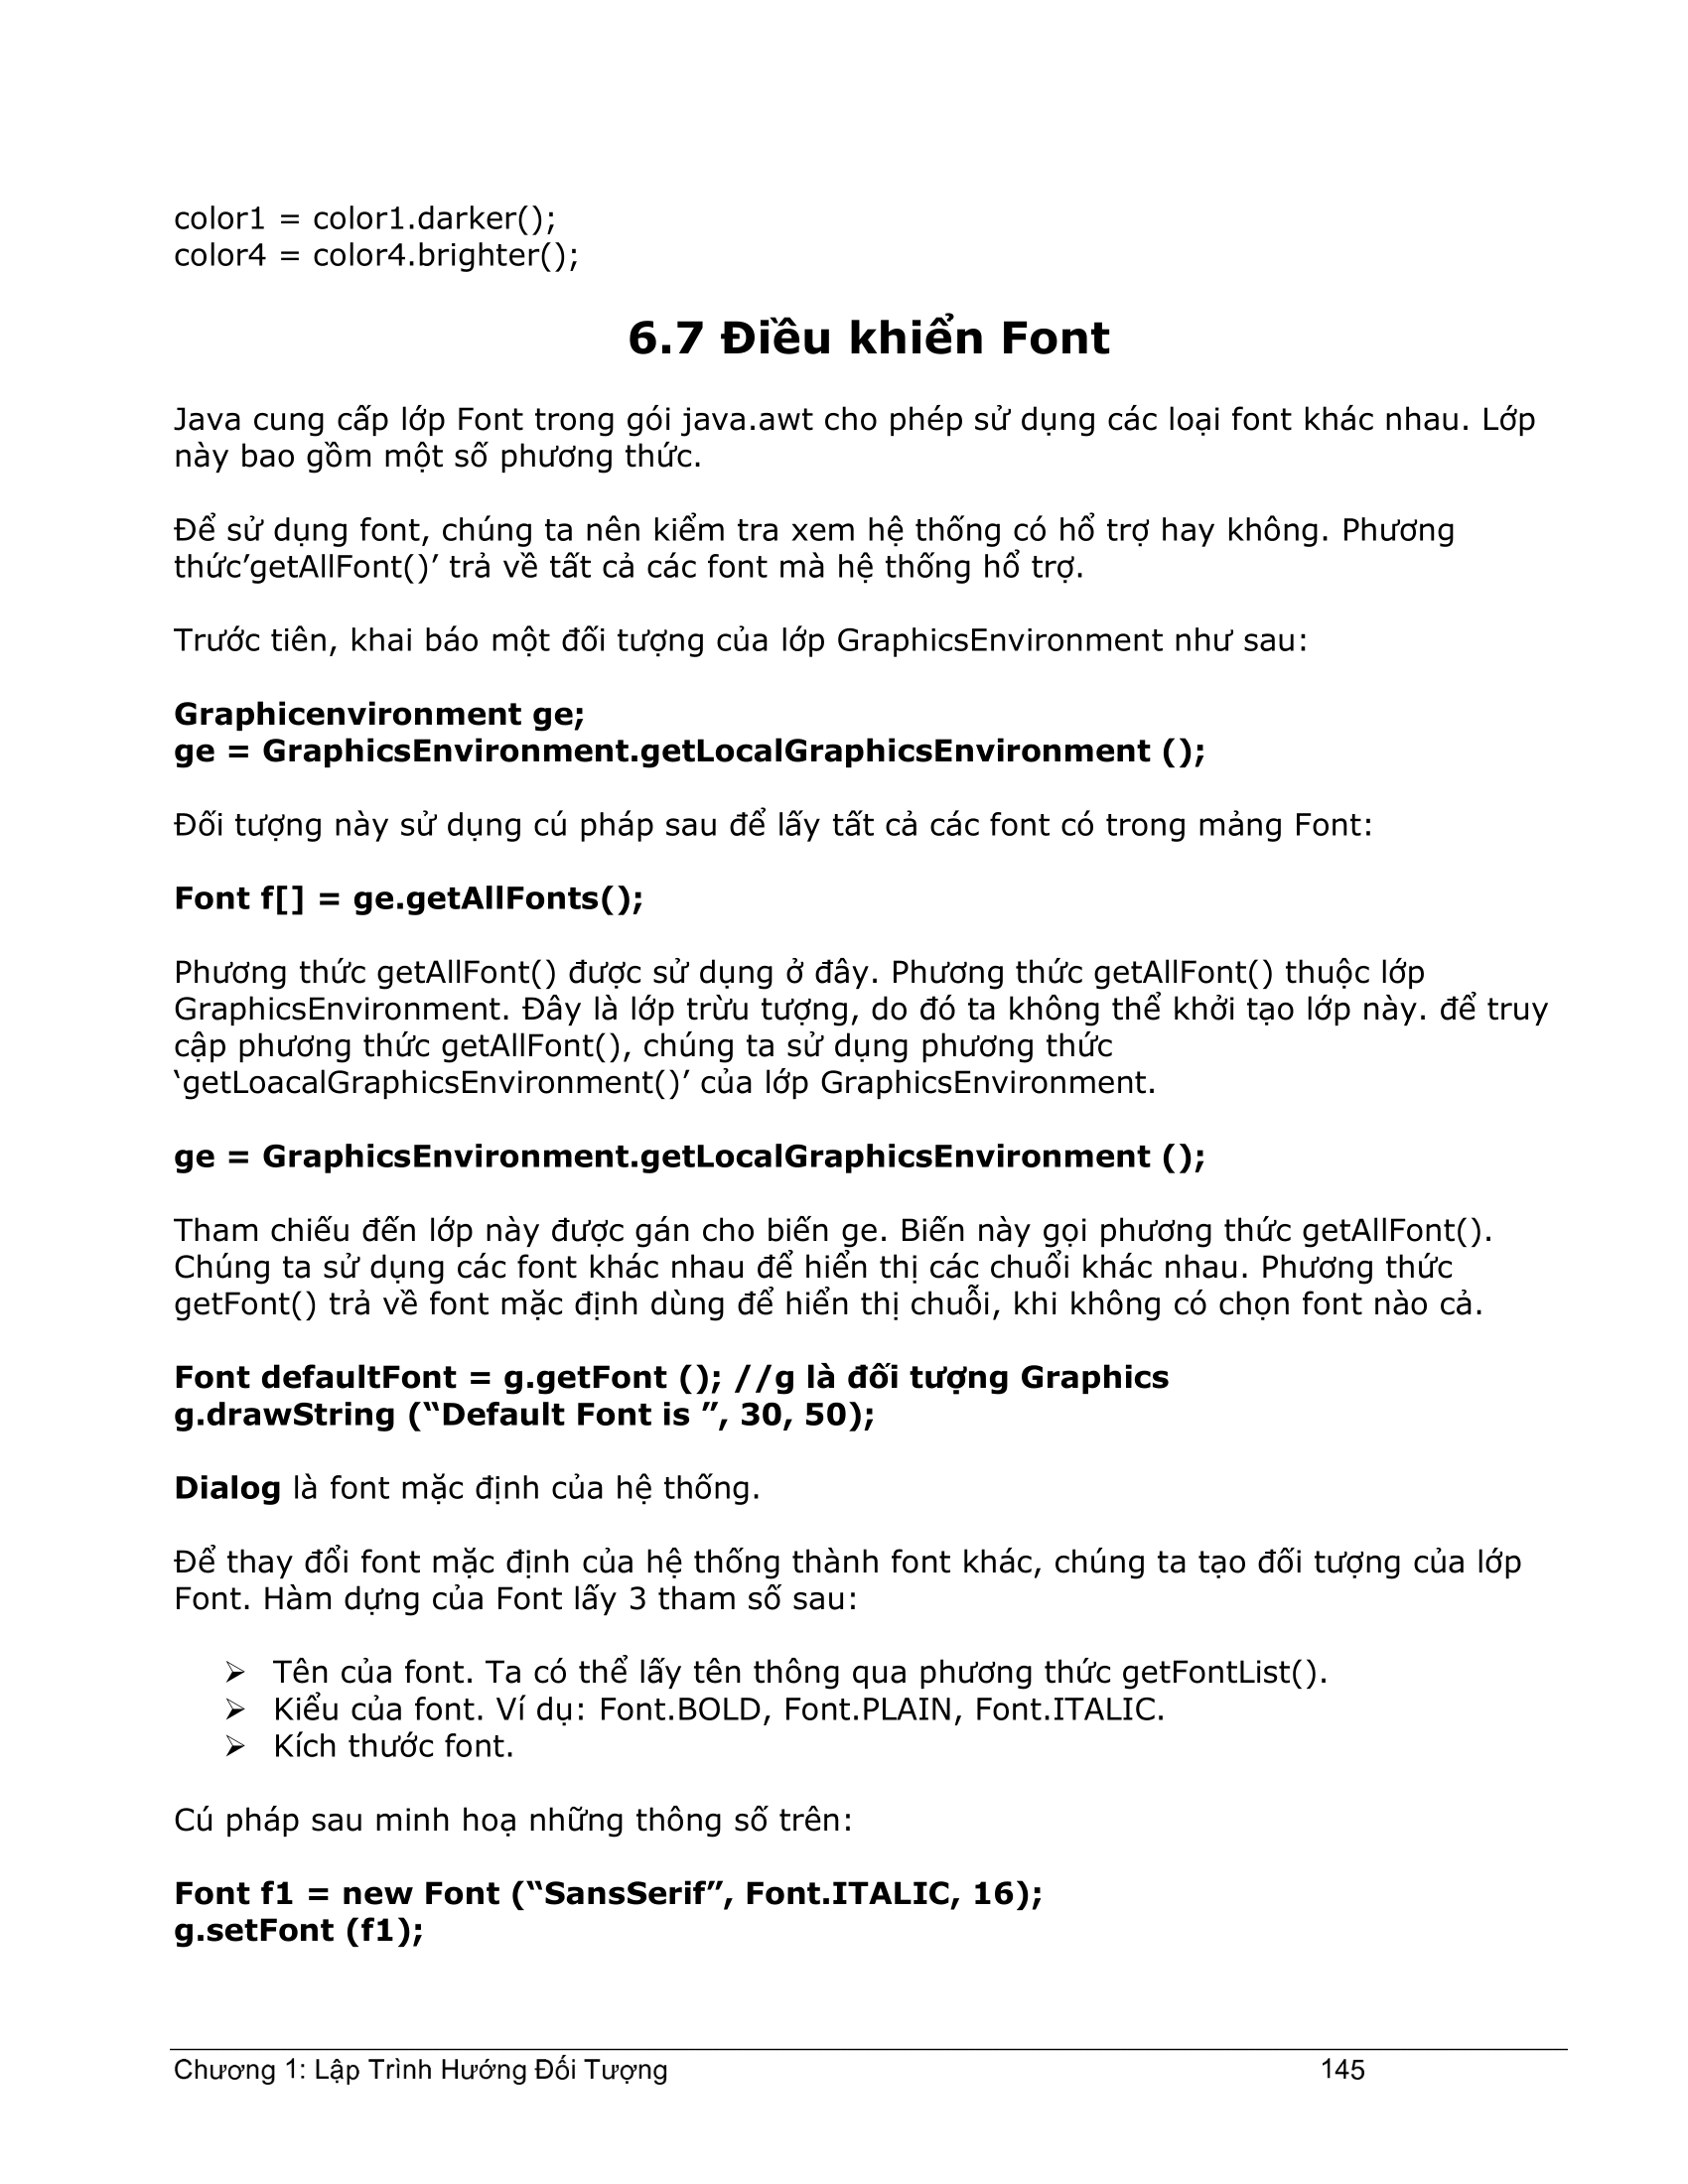 color1 = color1.darker();
color4 = color4.brighter();
6.7 Điều khiển Font
Java cung cấp lớp Font trong gói java.awt cho phép sử dụng các loại font khác nhau. Lớp
này bao gồm một số phương thức.
Để sử dụng font, chúng ta nên kiểm tra xem hệ thống có hổ trợ hay không. Phương
thức’getAllFont()’ trả về tất cả các font mà hệ thống hổ trợ.
Trước tiên, khai báo một đối tượng của lớp GraphicsEnvironment như sau:
Graphicenvironment ge;
ge = GraphicsEnvironment.getLocalGraphicsEnvironment ();
Đối tượng này sử dụng cú pháp sau để lấy tất cả các font có trong mảng Font:
Font f[] = ge.getAllFonts();
Phương thức getAllFont() được sử dụng ở đây. Phương thức getAllFont() thuộc lớp
GraphicsEnvironment. Đây là lớp trừu tượng, do đó ta không thể khởi tạo lớp này. để truy
cập phương thức getAllFont(), chúng ta sử dụng phương thức
‘getLoacalGraphicsEnvironment()’ của lớp GraphicsEnvironment.
ge = GraphicsEnvironment.getLocalGraphicsEnvironment ();
Tham chiếu đến lớp này được gán cho biến ge. Biến này gọi phương thức getAllFont().
Chúng ta sử dụng các font khác nhau để hiển thị các chuổi khác nhau. Phương thức
getFont() trả về font mặc định dùng để hiển thị chuỗi, khi không có chọn font nào cả.
Font defaultFont = g.getFont (); //g là đối tượng Graphics
g.drawString (“Default Font is ”, 30, 50);
Dialog là font mặc định của hệ thống.
Để thay đổi font mặc định của hệ thống thành font khác, chúng ta tạo đối tượng của lớp
Font. Hàm dựng của Font lấy 3 tham số sau:
➢ Tên của font. Ta có thể lấy tên thông qua phương thức getFontList().
➢ Kiểu của font. Ví dụ: Font.BOLD, Font.PLAIN, Font.ITALIC.
➢ Kích thước font.
Cú pháp sau minh hoạ những thông số trên:
Font f1 = new Font (“SansSerif”, Font.ITALIC, 16);
g.setFont (f1);
Chương 1: Lập Trình Hướng Đối Tượng 145